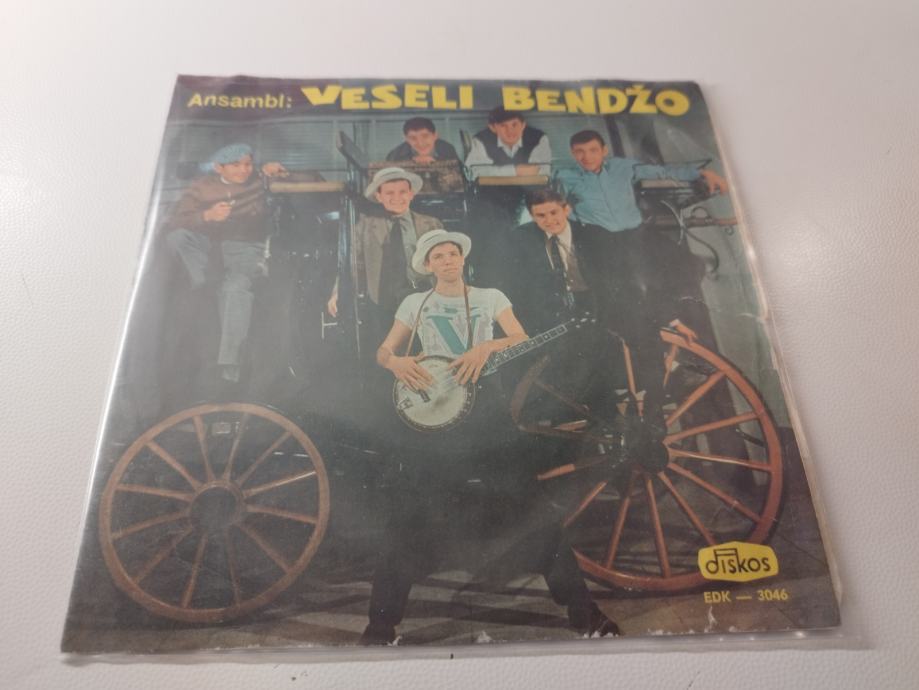 Ansambl: VESELI BENDŽO
V
Diskos
EDK — 3046